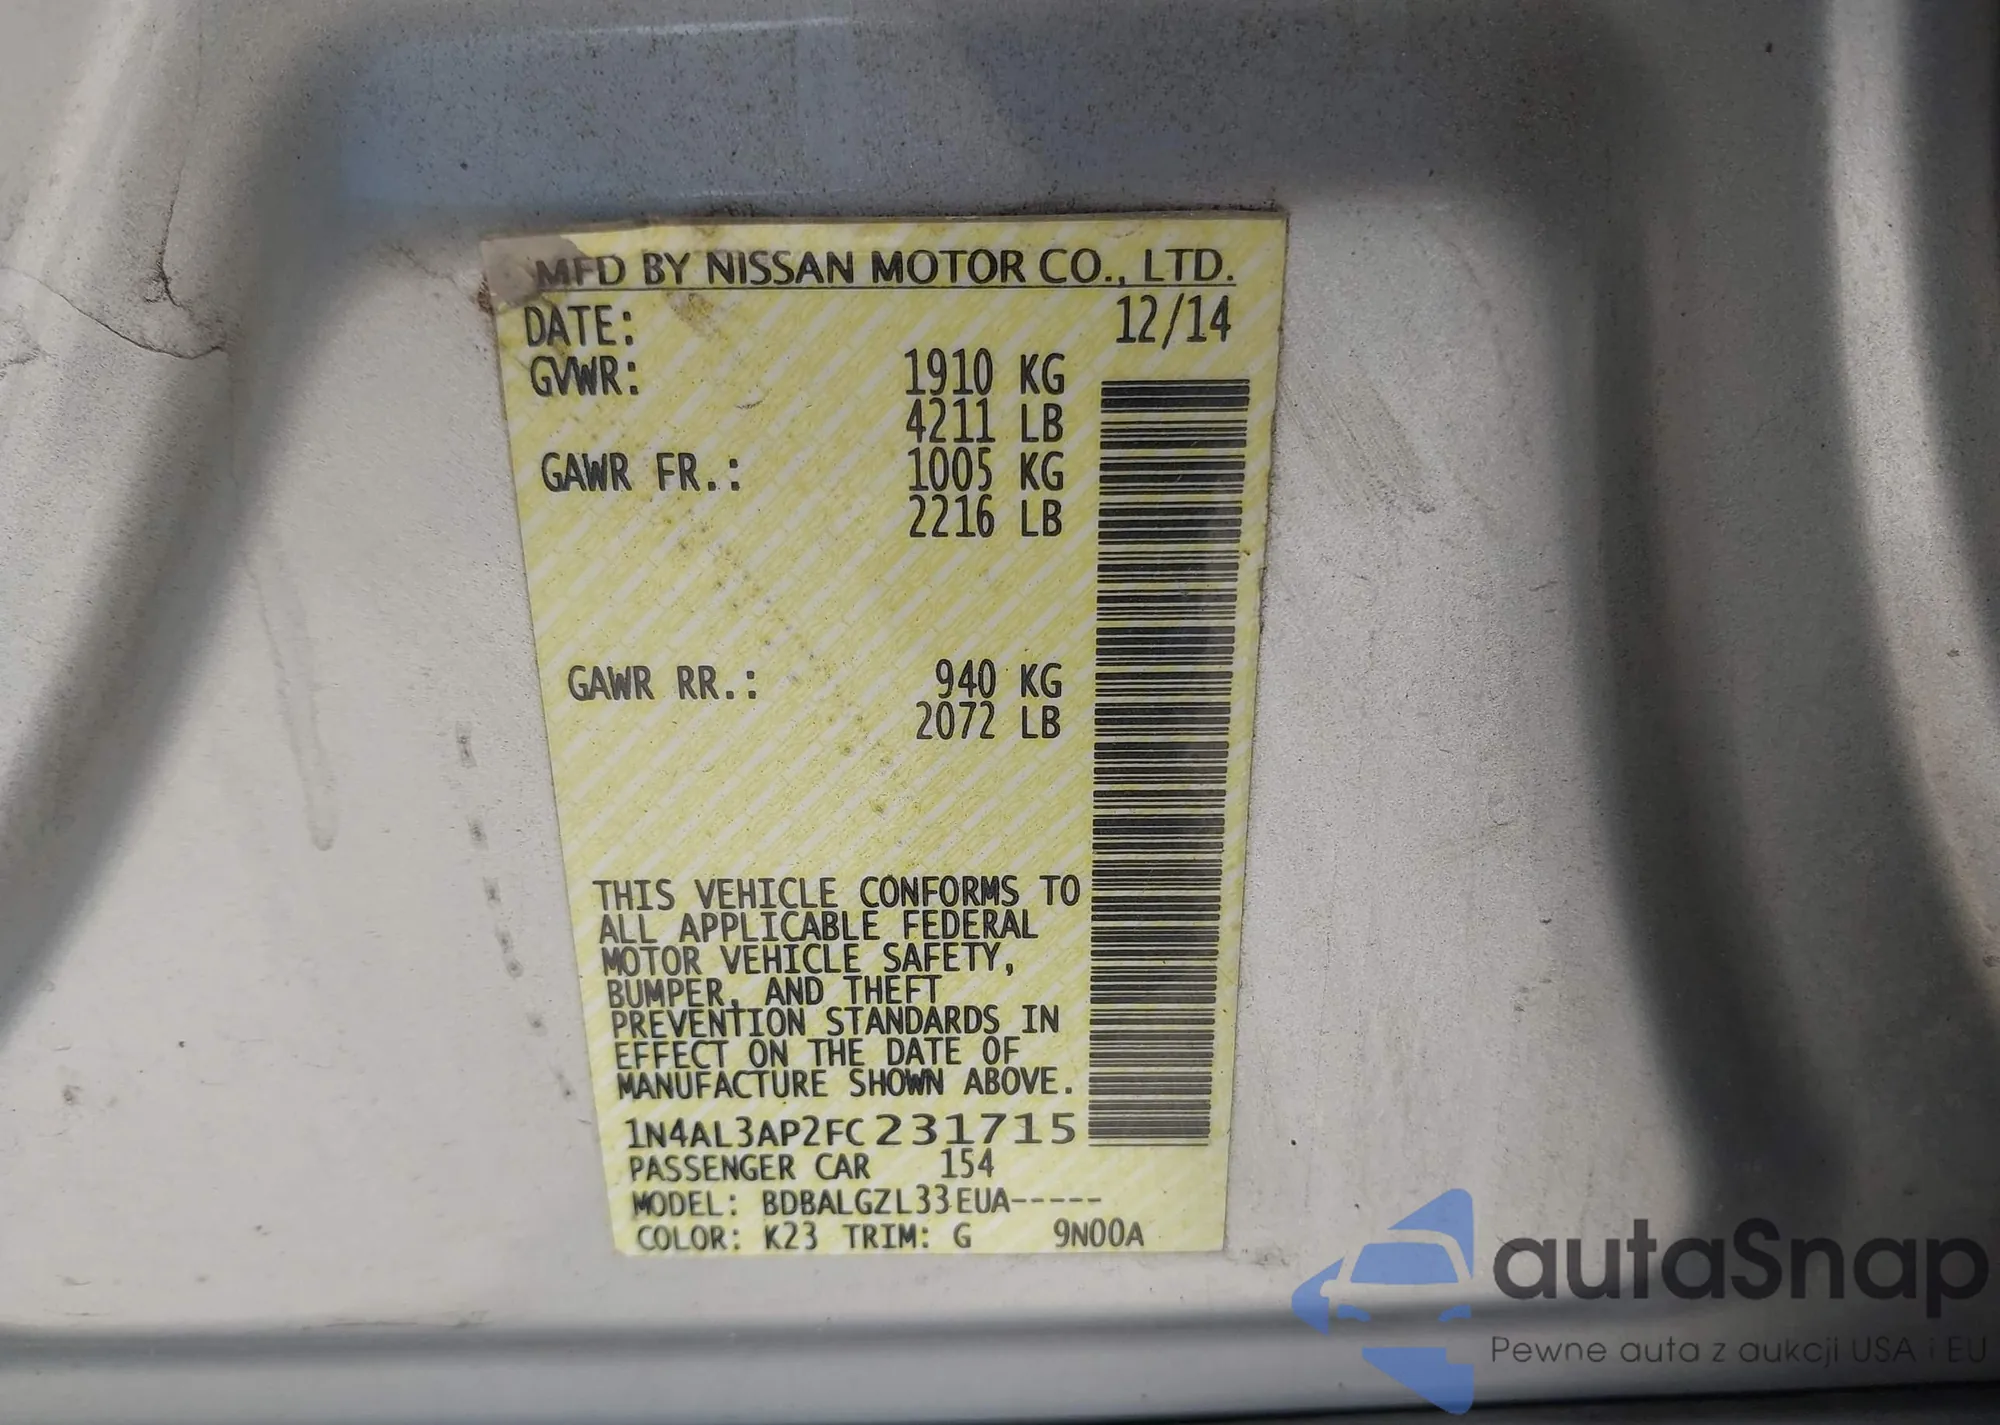 MFD BY NISSAN MOTOR CO., LTD.
DATE: 12/14
GVWR: 1910 KG
4211 LB
GAWR FR.: 1005 KG
2216 LB
GAWR RR.: 940 KG
2072 LB
THIS VEHICLE CONFORMS TO
ALL APPLICABLE FEDERAL
MOTOR VEHICLE SAFETY,
BUMPER, AND THEFT
PREVENTION STANDARDS IN
EFFECT ON THE DATE OF
MANUFACTURE SHOWN ABOVE.
1N4AL3AP2FC231715
PASSENGER CAR 154
MODEL: BDBALGZL33EUA-----
COLOR: K23 TRIM: G 9N00A
autaSnap
Pewne auta z aukcji USA i EU